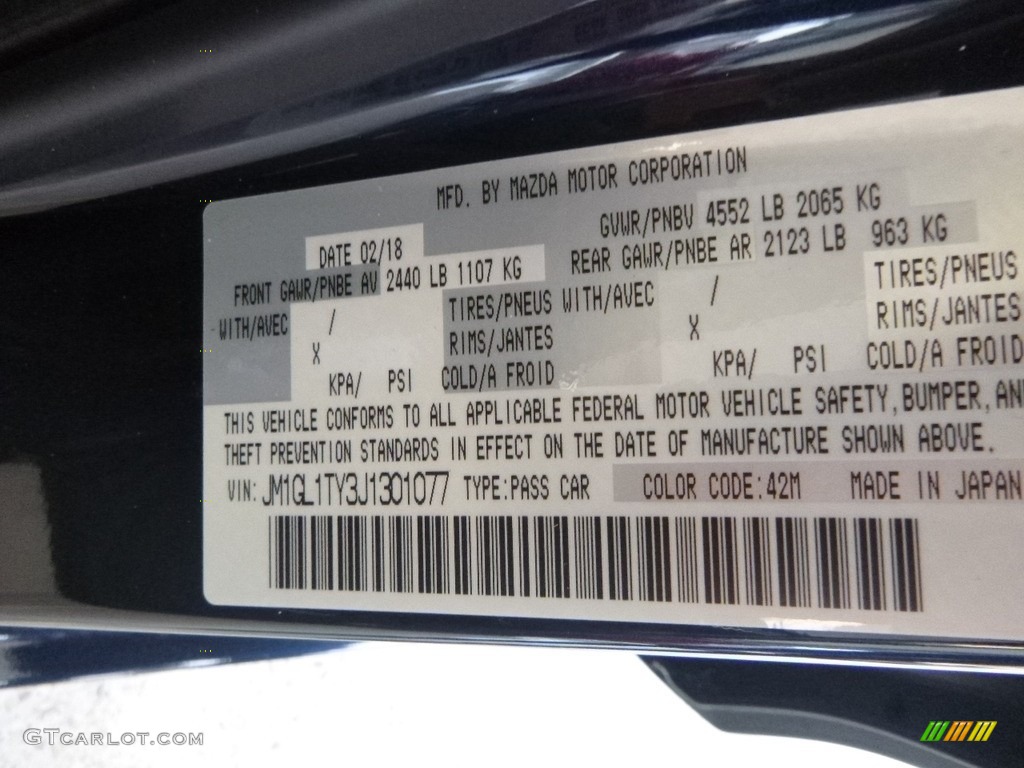 MFD. BY MAZDA MOTOR CORPORATION
DATE 02/18 GVWR/PNBV 4552 LB 2065 KG
FRONT GAWR/PNBE AV 2440 LB 1107 KG REAR GAWR/PNBE AR 2123 LB 963 KG
WITH/AVEC / TIRES/PNEUS WITH/AVEC / TIRES/PNEUS
X RIMS/JANTES X RIMS/JANTES
KPA/ PSI COLD/A FROID KPA/ PSI COLD/A FROID
THIS VEHICLE CONFORMS TO ALL APPLICABLE FEDERAL MOTOR VEHICLE SAFETY, BUMPER, AN
THEFT PREVENTION STANDARDS IN EFFECT ON THE DATE OF MANUFACTURE SHOWN ABOVE.
VIN: JM1GL1TY3J1301077 TYPE:PASS CAR COLOR CODE:42M MADE IN JAPAN
GTCARLOT.COM